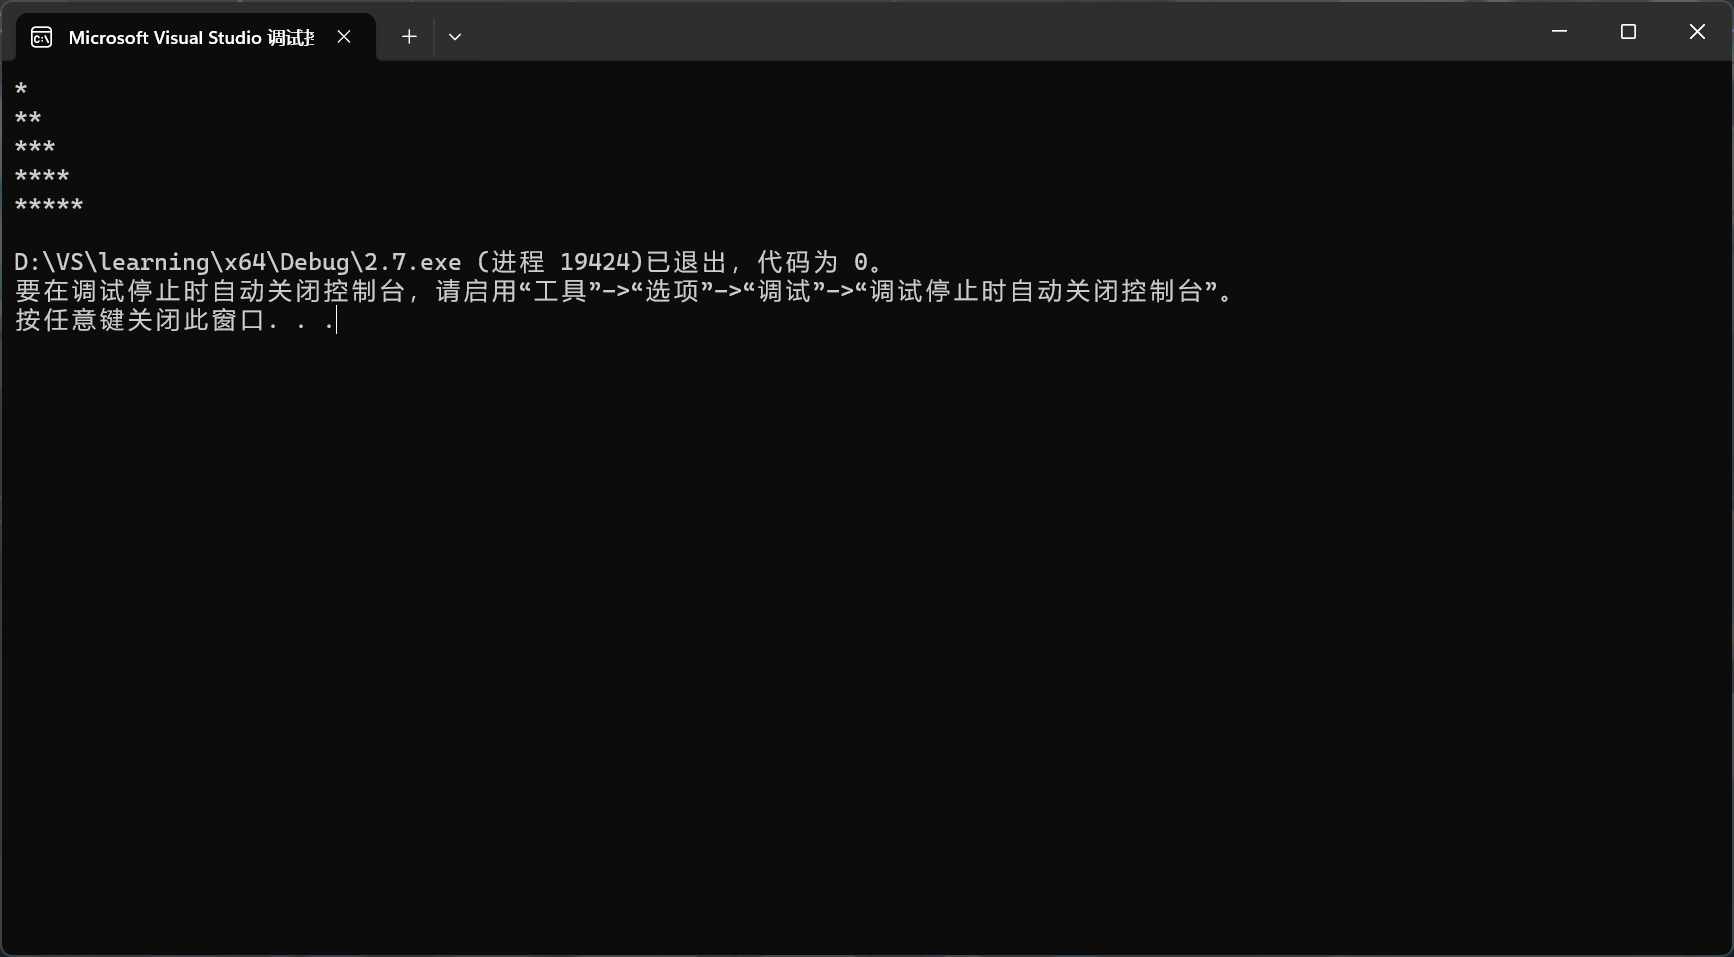 Microsoft Visual Studio 调试
*
**
***
****
*****
D:\VS\learning\x64\Debug\2.7.exe (进程 19424)已退出，代码为 0。
要在调试停止时自动关闭控制台，请启用“工具”->“选项”->“调试”->“调试停止时自动关闭控制台”。
按任意键关闭此窗口. . .